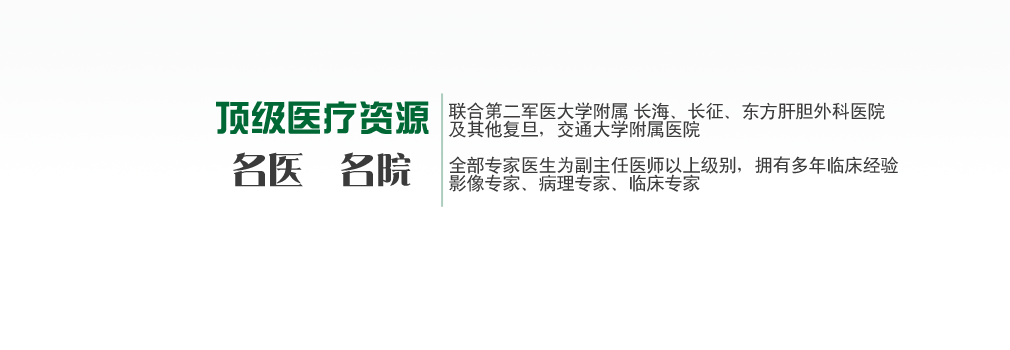 顶级医疗资源
名医 名院
联合第二军医大学附属 长海、长征、东方肝胆外科医院
及其他复旦，交通大学附属医院
全部专家医生为副主任医师以上级别，拥有多年临床经验
影像专家、病理专家、临床专家